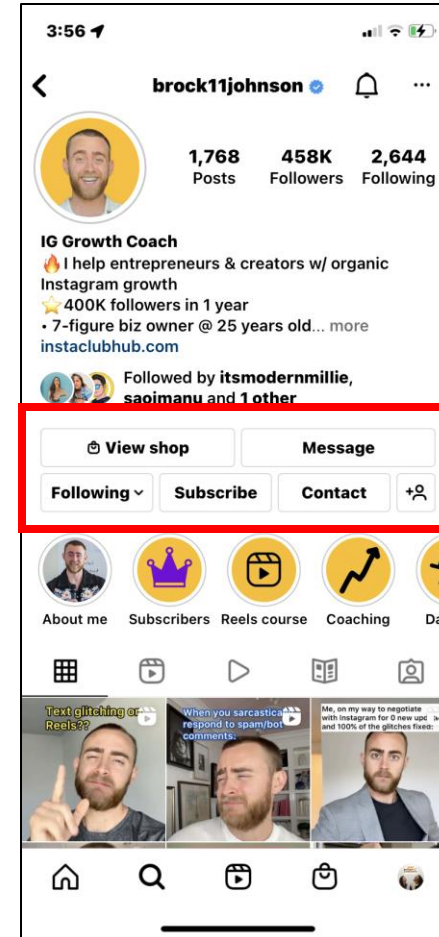 3:56
brock11johnson
1,768 458K 2,644
Posts Followers Following
IG Growth Coach
🔥 I help entrepreneurs & creators w/ organic
Instagram growth
⭐ 400K followers in 1 year
• 7-figure biz owner @ 25 years old... more
instaclubhub.com
Followed by itsmodernmillie,
saoimanu and 1 other
View shop Message
Following Subscribe Contact
About me Subscribers Reels course Coaching Da
Text glitching on
Reels??
When you sarcastica
respond to spam/bot
comments:
Me, on my way to negotiate
with Instagram for 0 new upd
and 100% of the glitches fixed: